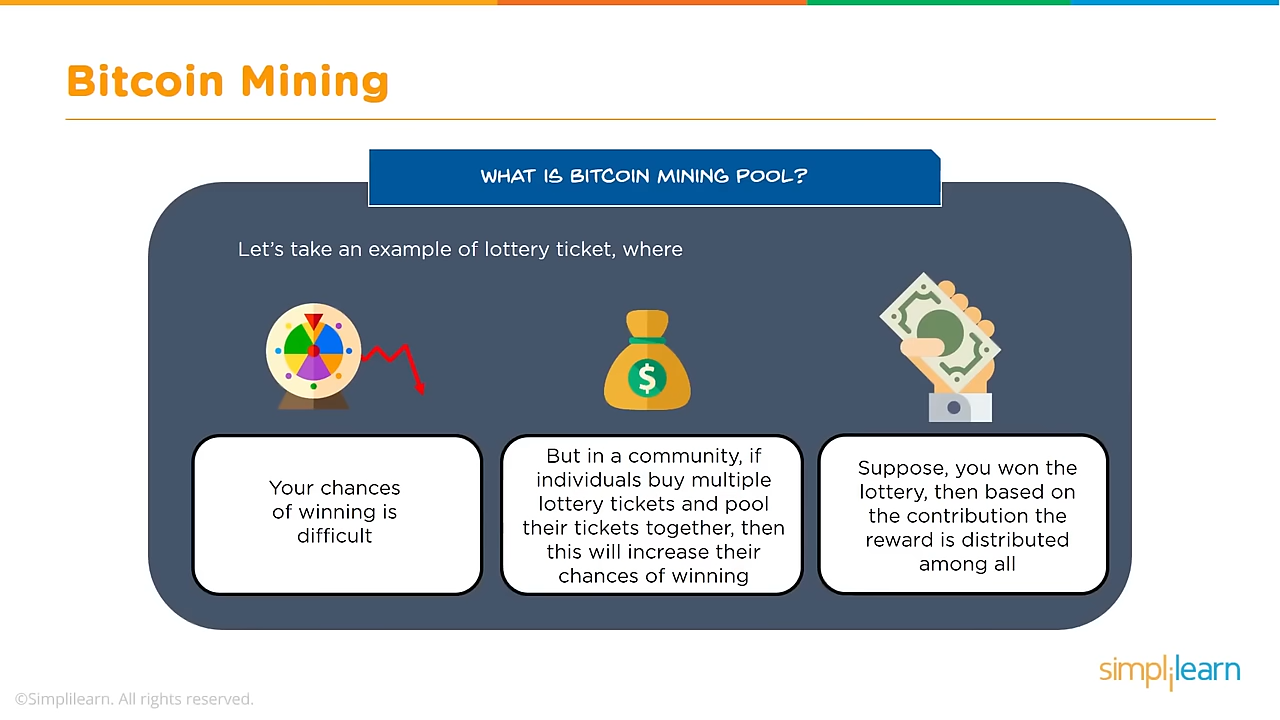 Bitcoin Mining
WHAT IS BITCOIN MINING POOL?
Let's take an example of lottery ticket, where
$
Your chances
of winning is
difficult
But in a community, if
individuals buy multiple
lottery tickets and pool
their tickets together, then
this will increase their
chances of winning
Suppose, you won the
lottery, then based on
the contribution the
reward is distributed
among all
simplilearn
©Simplilearn. All rights reserved.